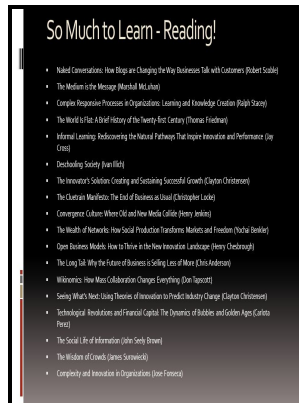 So Much to Learn - Reading!
Naked Conversations: How Blogs are Changing the Way Businesses Talk with Customers (Robert Scoble)
The Medium is the Message (Marshall McLuhan)
Complex Responsive Processes in Organizations: Learning and Knowledge Creation (Ralph Stacey)
The World Is Flat: A Brief History of the Twenty-first Century (Thomas Friedman)
Informal Learning: Rediscovering the Natural Pathways That Inspire Innovation and Performance (Jay
Cross)
Deschooling Society (Ivan Illich)
The Innovator's Solution: Creating and Sustaining Successful Growth (Clayton Christensen)
The Cluetrain Manifesto: The End of Business as Usual (Christopher Locke)
Convergence Culture: Where Old and New Media Collide (Henry Jenkins)
The Wealth of Networks: How Social Production Transforms Markets and Freedom (Yochai Benkler)
Open Business Models: How to Thrive in the New Innovation Landscape (Henry Chesbrough)
The Long Tail: Why the Future of Business is Selling Less of More (Chris Anderson)
Wikinomics: How Mass Collaboration Changes Everything (Don Tapscott)
Seeing What's Next: Using Theories of Innovation to Predict Industry Change (Clayton Christensen)
Technological Revolutions and Financial Capital: The Dynamics of Bubbles and Golden Ages (Carlota
Perez)
The Social Life of Information (John Seely Brown)
The Wisdom of Crowds (James Surowiecki)
Complexity and Innovation in Organizations (Jose Fonseca)